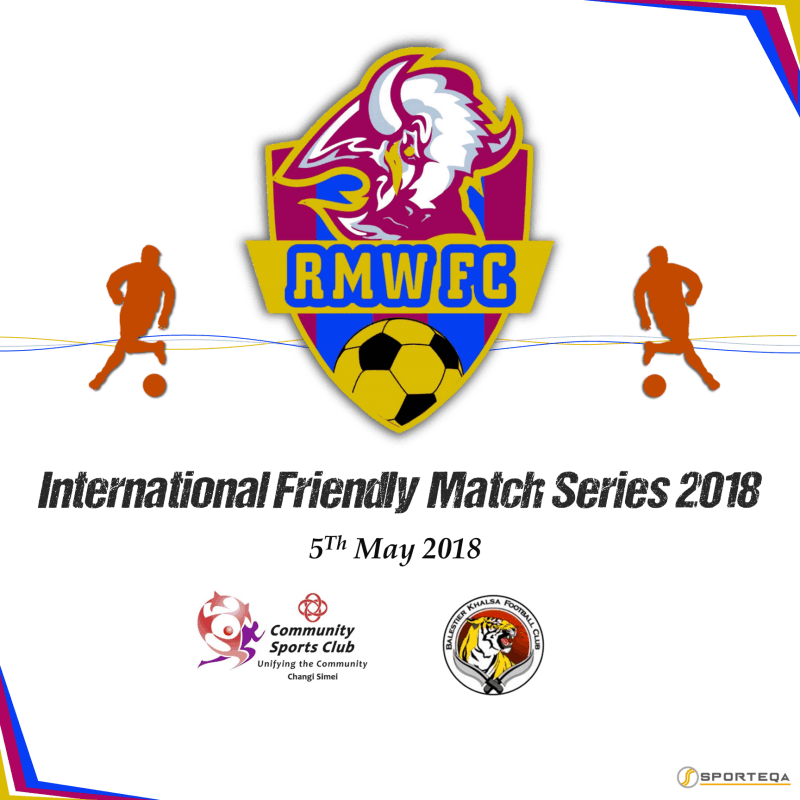 RMW FC
International Friendly Match Series 2018
5Th May 2018
Community
Sports Club
Unifying the Community
Changi Simei
BALESTIER KHALSA FOOTBALL CLUB
SPORTEQA